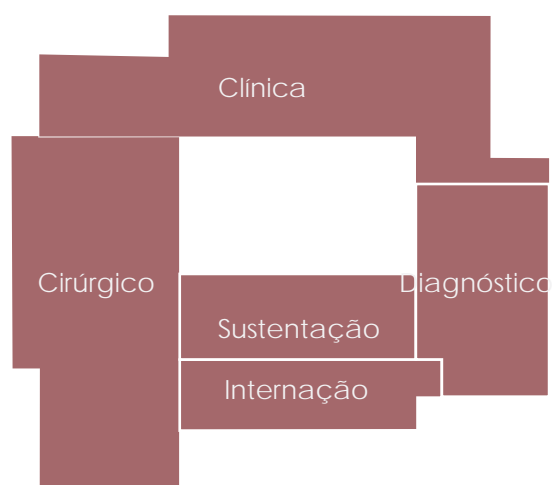 Clínica
Cirúrgico
Diagnóstico
Sustentação
Internação